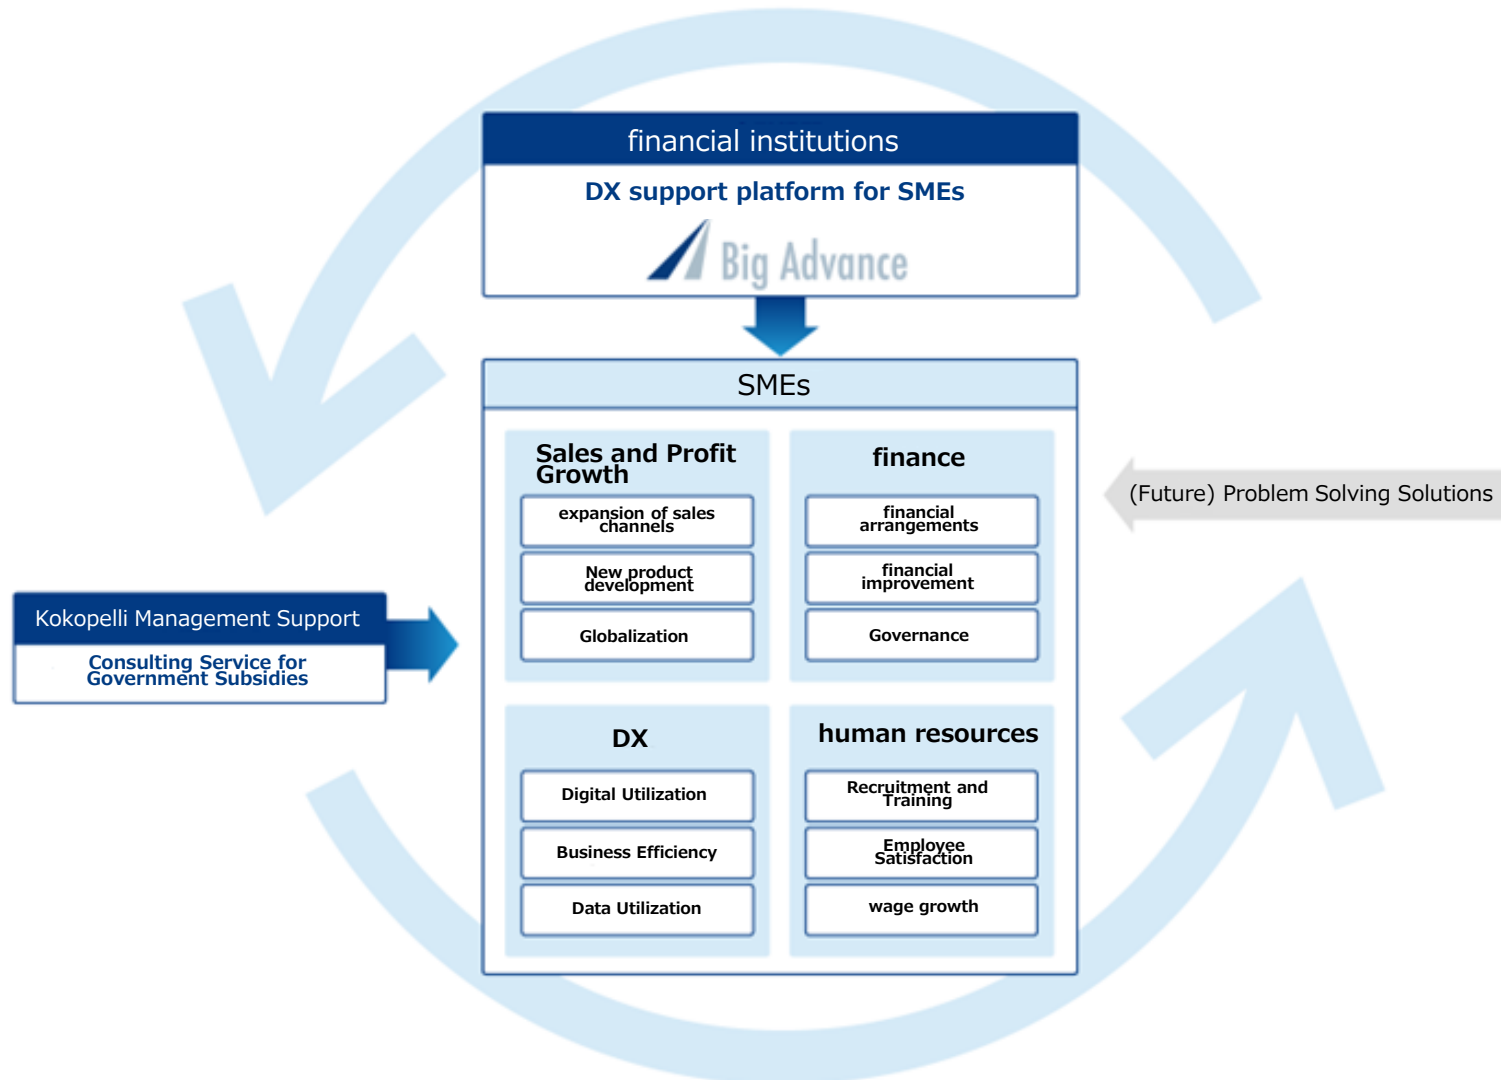 financial institutions
DX support platform for SMEs
Big Advance
SMEs
Sales and Profit
Growth
expansion of sales
channels
New product
development
Globalization
finance
financial
arrangements
financial
improvement
Governance
(Future) Problem Solving Solutions
Kokopelli Management Support
Consulting Service for
Government Subsidies
DX
Digital Utilization
Business Efficiency
Data Utilization
human resources
Recruitment and
Training
Employee
Satisfaction
wage growth